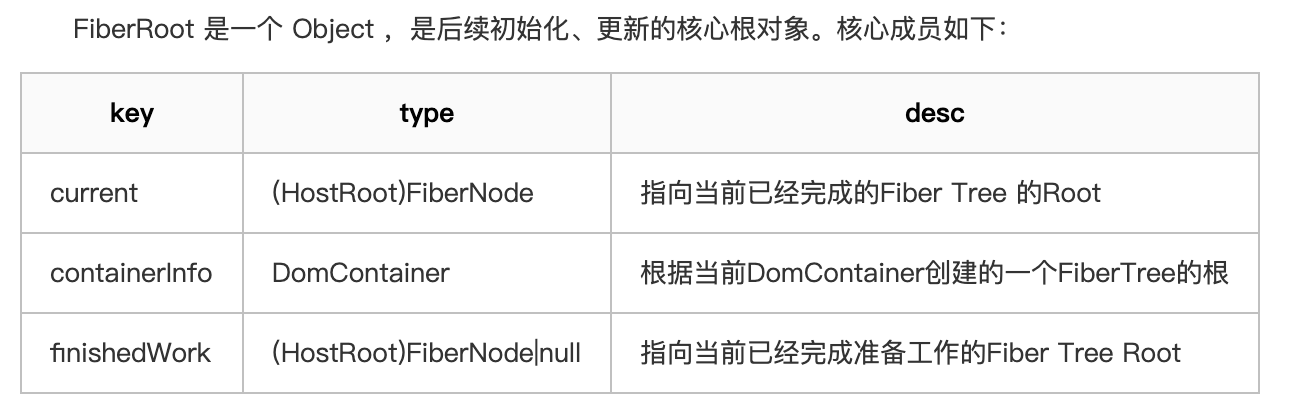 FiberRoot 是一个 Object ，是后续初始化、更新的核心根对象。核心成员如下：
key type desc
current (HostRoot)FiberNode 指向当前已经完成的Fiber Tree 的Root
containerInfo DomContainer 根据当前DomContainer创建的一个FiberTree的根
finishedWork (HostRoot)FiberNode|null 指向当前已经完成准备工作的Fiber Tree Root